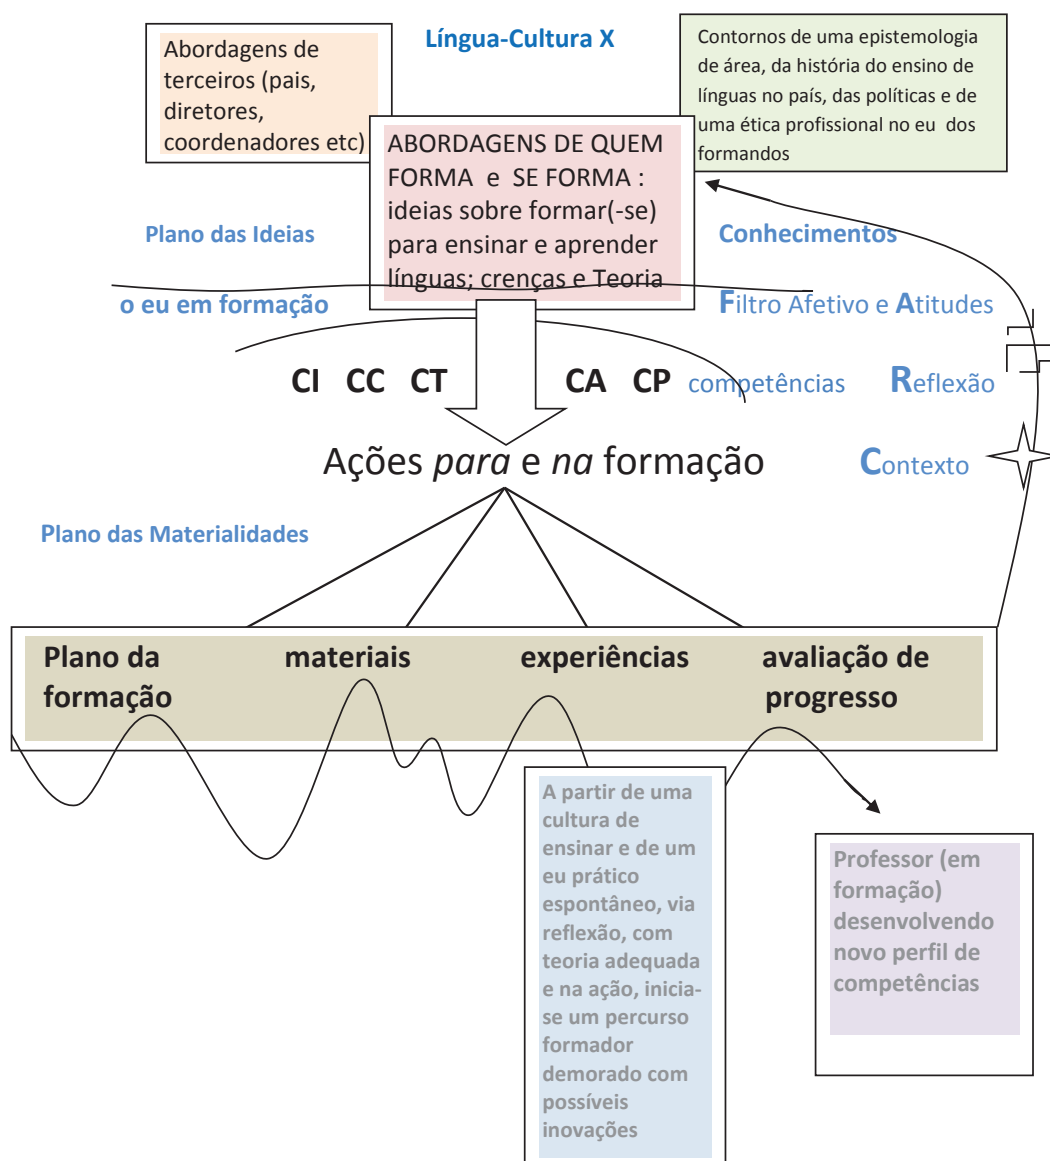 Língua-Cultura X
Abordagens de
terceiros (pais,
diretores,
coordenadores etc)
Contornos de uma epistemologia
de área, da história do ensino de
línguas no país, das políticas e de
uma ética profissional no eu dos
formandos
ABORDAGENS DE QUEM
FORMA e SE FORMA :
ideias sobre formar(-se)
para ensinar e aprender
línguas; crenças e Teoria
Plano das Ideias
Conhecimentos
o eu em formação
Filtro Afetivo e Atitudes
CI CC CT CA CP competências Reflexão
Ações para e na formação
Contexto
Plano das Materialidades
Plano da
formação
materiais
experiências
avaliação de
progresso
A partir de uma
cultura de
ensinar e de um
eu prático
espontâneo, via
reflexão, com
teoria adequada
e na ação, inicia-
se um percurso
formador
demorado com
possíveis
inovações
Professor (em
formação)
desenvolvendo
novo perfil de
competências